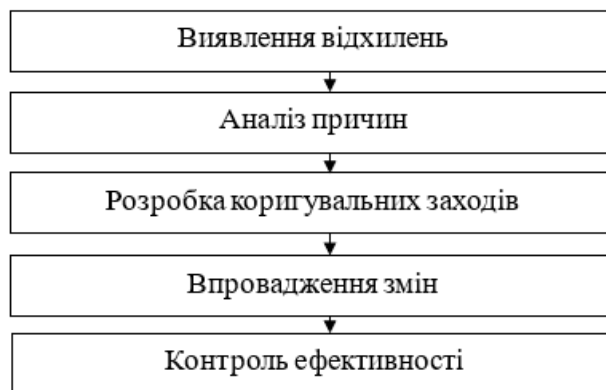 Виявлення відхилень
Аналіз причин
Розробка коригувальних заходів
Впровадження змін
Контроль ефективності